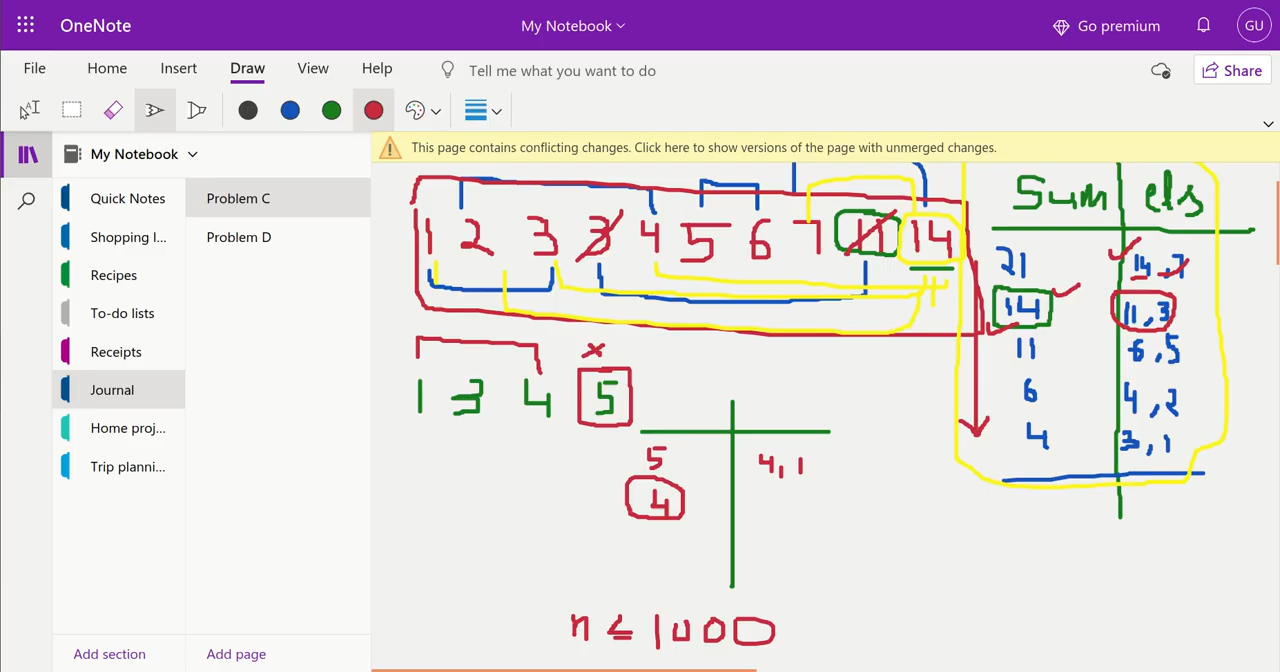 OneNote
My Notebook
Go premium
GU
File Home Insert Draw View Help Tell me what you want to do
Share
My Notebook
This page contains conflicting changes. Click here to show versions of the page with unmerged changes.
Quick Notes
Shopping l...
Recipes
To-do lists
Receipts
Journal
Home proj...
Trip planni...
Add section
Problem C
Problem D
Add page
1 2 3 3 4 5 6 7 11 14
1 3 4 5
5 4, 1
4
n ≤ 1000
Sum els
21 14, 7
14 11, 3
11 6, 5
6 4, 2
4 3, 1